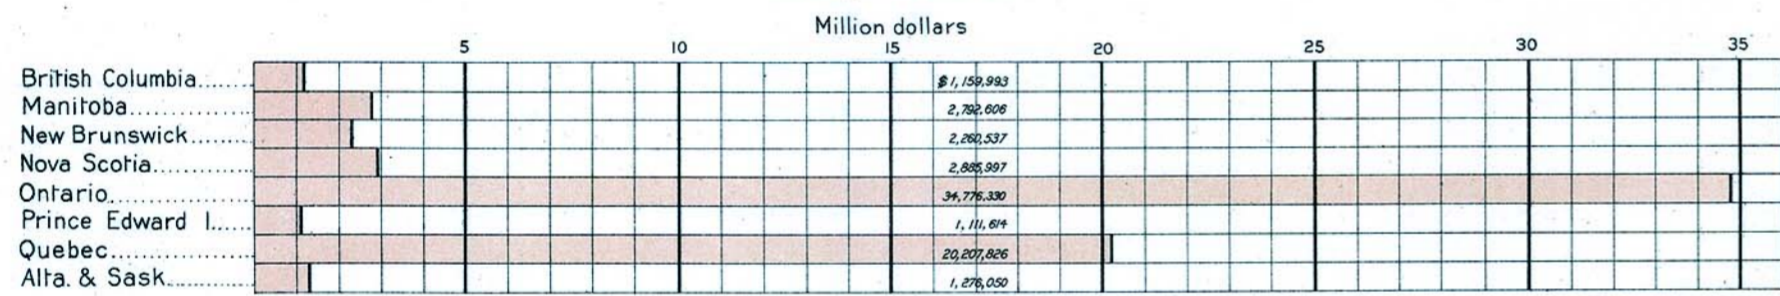 Million dollars
5 10 15 20 25 30 35
British Columbia....... $1,159,993
Manitoba............... 2,792,606
New Brunswick....... 2,260,537
Nova Scotia............. 2,885,997
Ontario.................. 34,776,330
Prince Edward I...... 1,111,614
Quebec.................. 20,207,826
Alta. & Sask............. 1,276,050